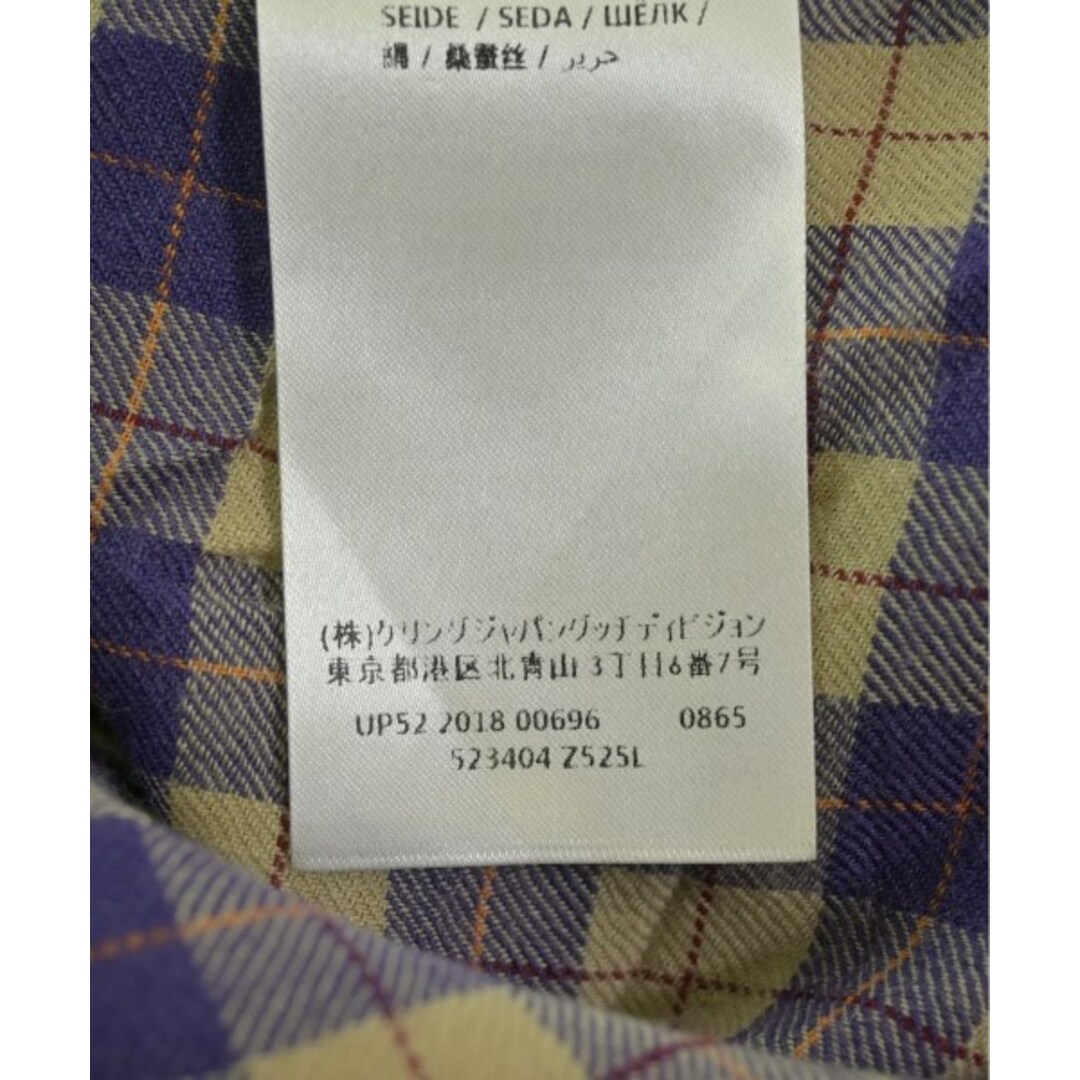 SEIDE / SEDA / ШЁЛК /
絹 / 桑蚕丝 / حرير
(株)ケリングジャパングッチディビジョン
東京都港区北青山3丁目6番7号
UP52 2018 00696 0865
523404 Z525L